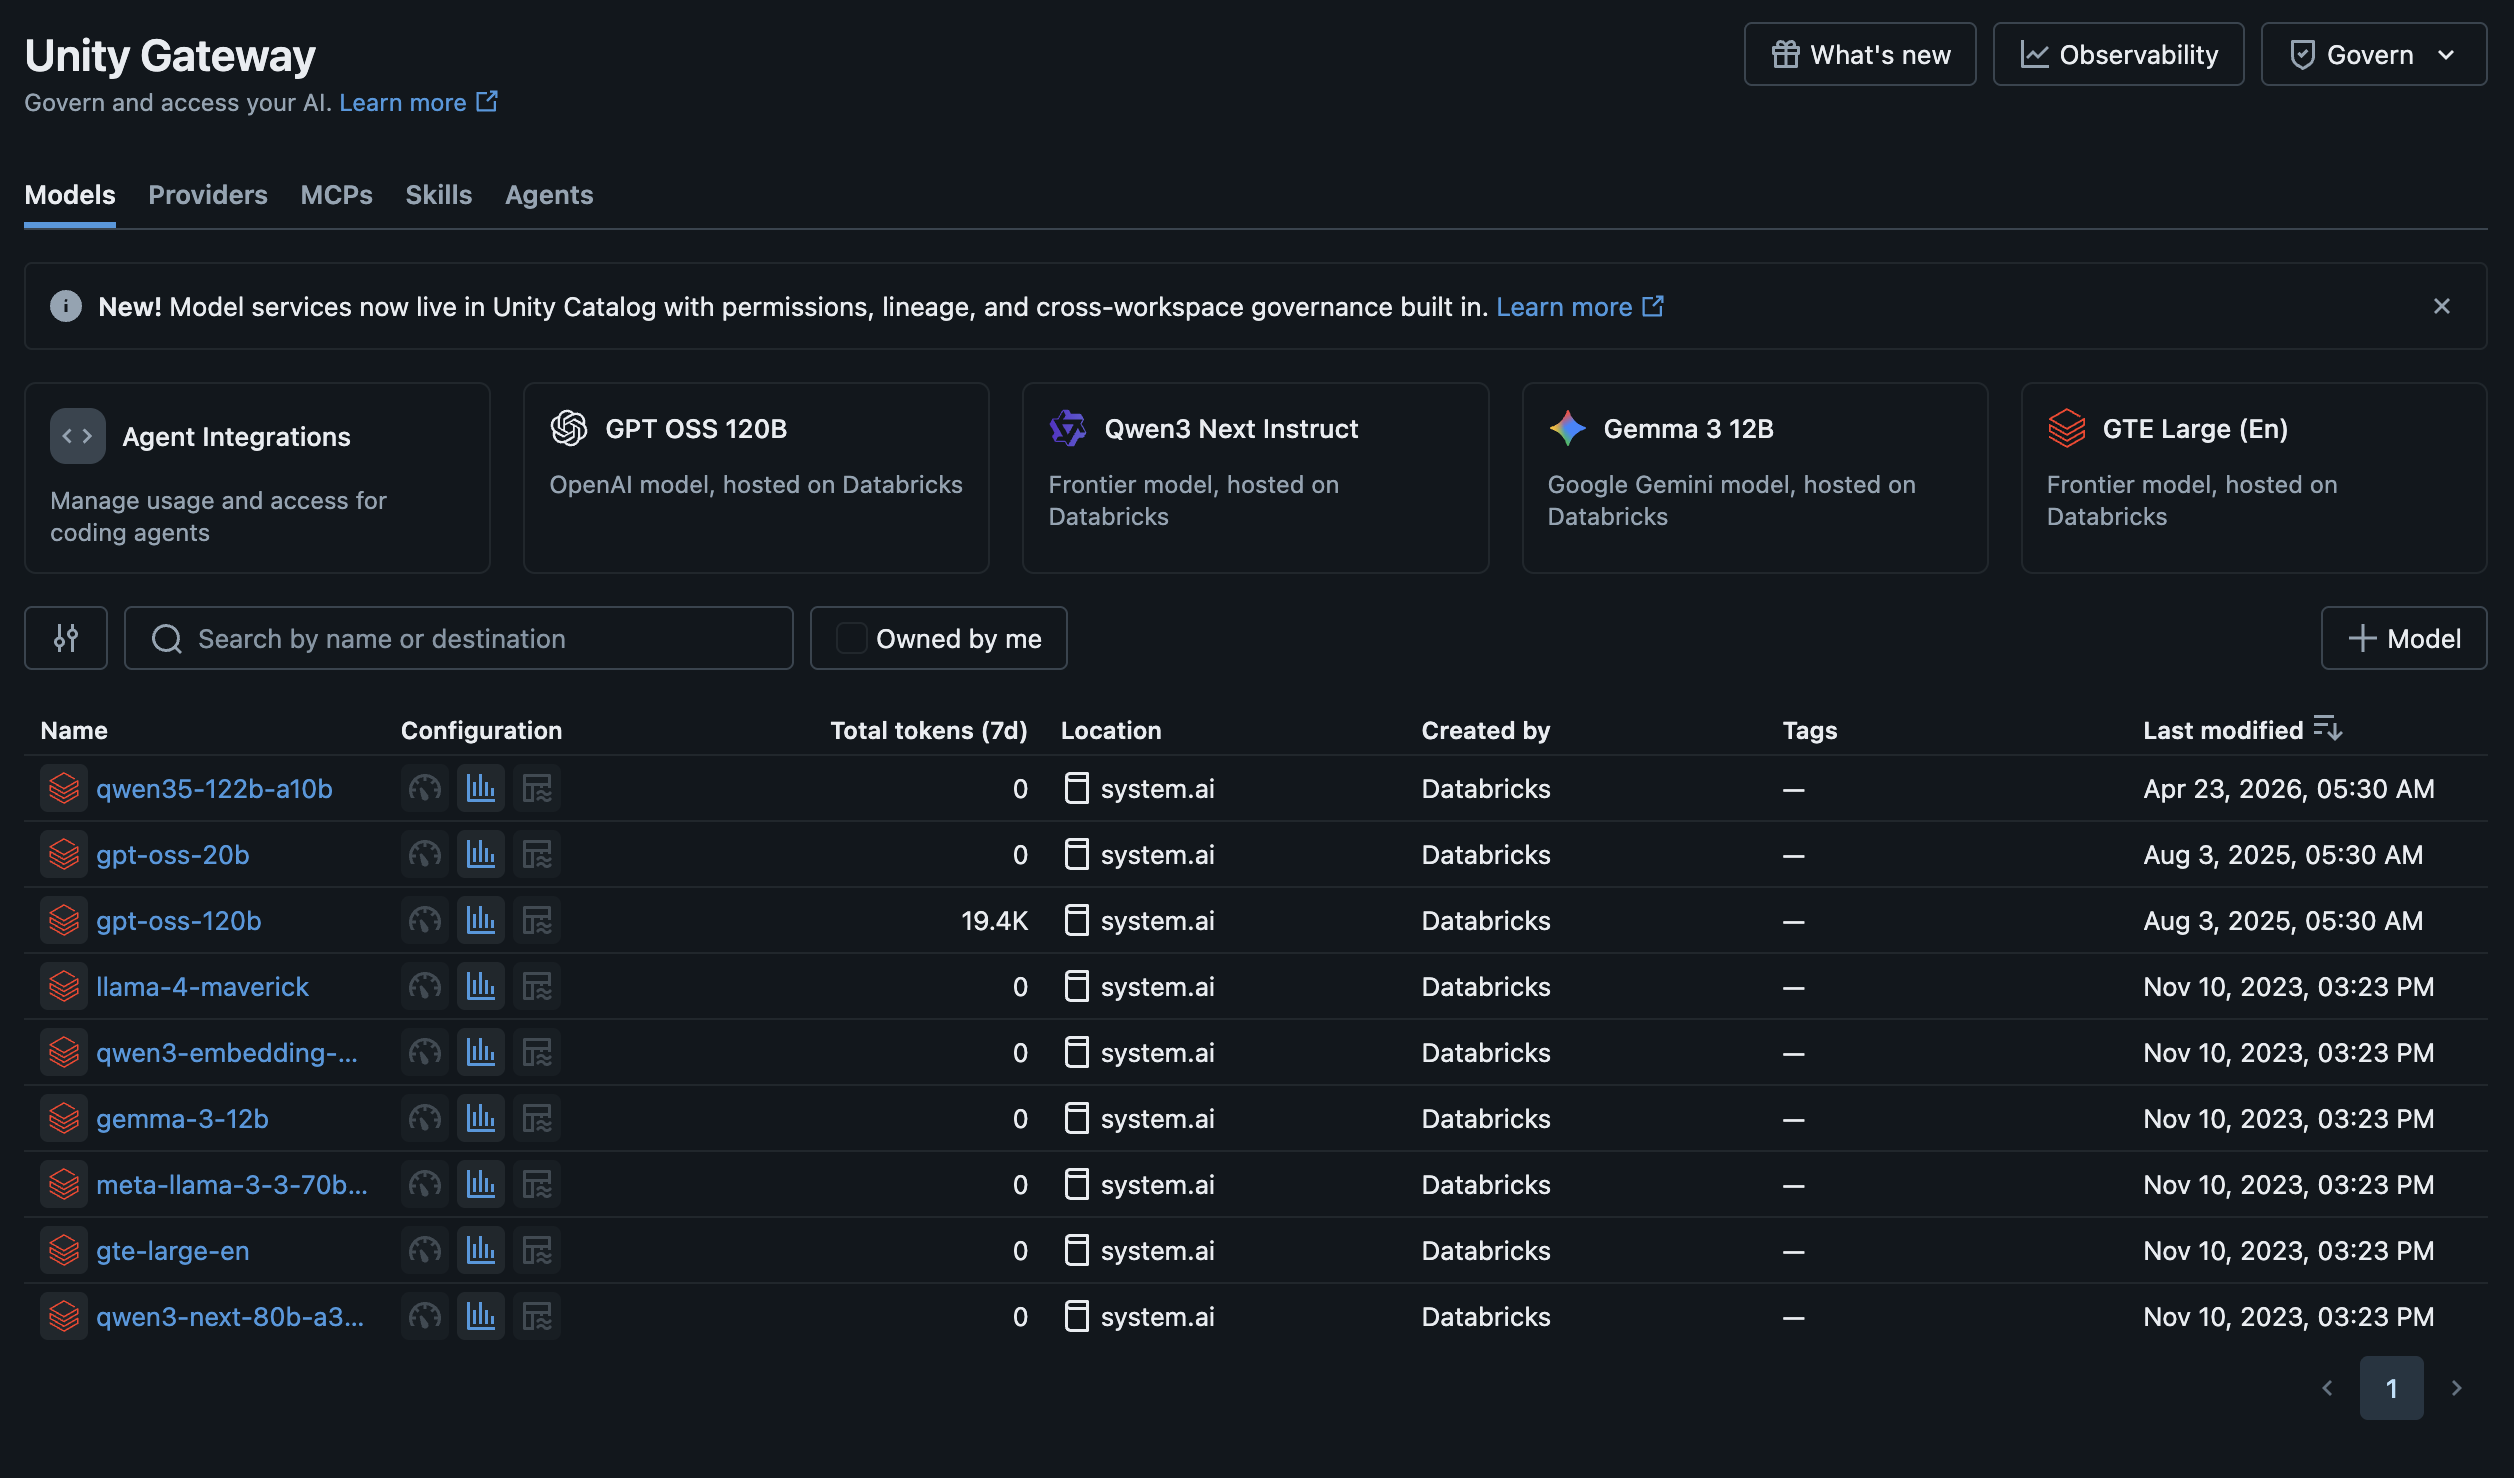 Unity Gateway
Govern and access your AI. Learn more
What's new
Observability
Govern
Models
Providers
MCPs
Skills
Agents
New! Model services now live in Unity Catalog with permissions, lineage, and cross-workspace governance built in. Learn more
Agent Integrations
Manage usage and access for
coding agents
GPT OSS 120B
OpenAI model, hosted on Databricks
Qwen3 Next Instruct
Frontier model, hosted on
Databricks
Gemma 3 12B
Google Gemini model, hosted on
Databricks
GTE Large (En)
Frontier model, hosted on
Databricks
Search by name or destination
Owned by me
Model
Name Configuration Total tokens (7d) Location Created by Tags Last modified
qwen35-122b-a10b 0 system.ai Databricks — Apr 23, 2026, 05:30 AM
gpt-oss-20b 0 system.ai Databricks — Aug 3, 2025, 05:30 AM
gpt-oss-120b 19.4K system.ai Databricks — Aug 3, 2025, 05:30 AM
llama-4-maverick 0 system.ai Databricks — Nov 10, 2023, 03:23 PM
qwen3-embedding-... 0 system.ai Databricks — Nov 10, 2023, 03:23 PM
gemma-3-12b 0 system.ai Databricks — Nov 10, 2023, 03:23 PM
meta-llama-3-3-70b... 0 system.ai Databricks — Nov 10, 2023, 03:23 PM
gte-large-en 0 system.ai Databricks — Nov 10, 2023, 03:23 PM
qwen3-next-80b-a3... 0 system.ai Databricks — Nov 10, 2023, 03:23 PM
1